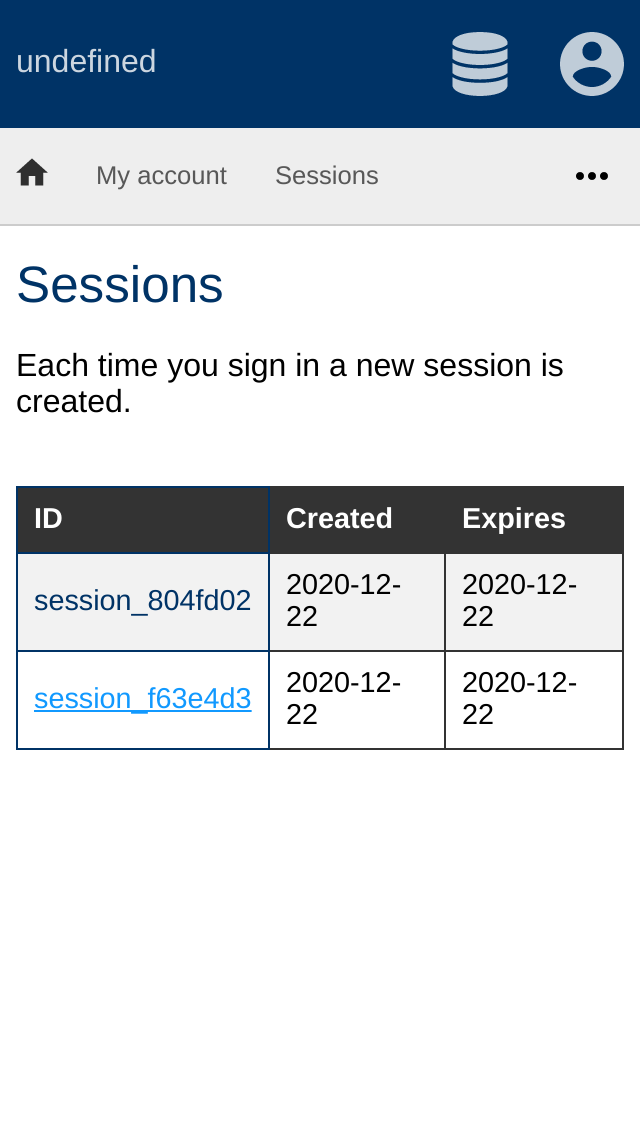 undefined
My account Sessions
Sessions
Each time you sign in a new session is
created.
ID Created Expires
session_804fd02 2020-12-22 2020-12-22
session_f63e4d3 2020-12-22 2020-12-22